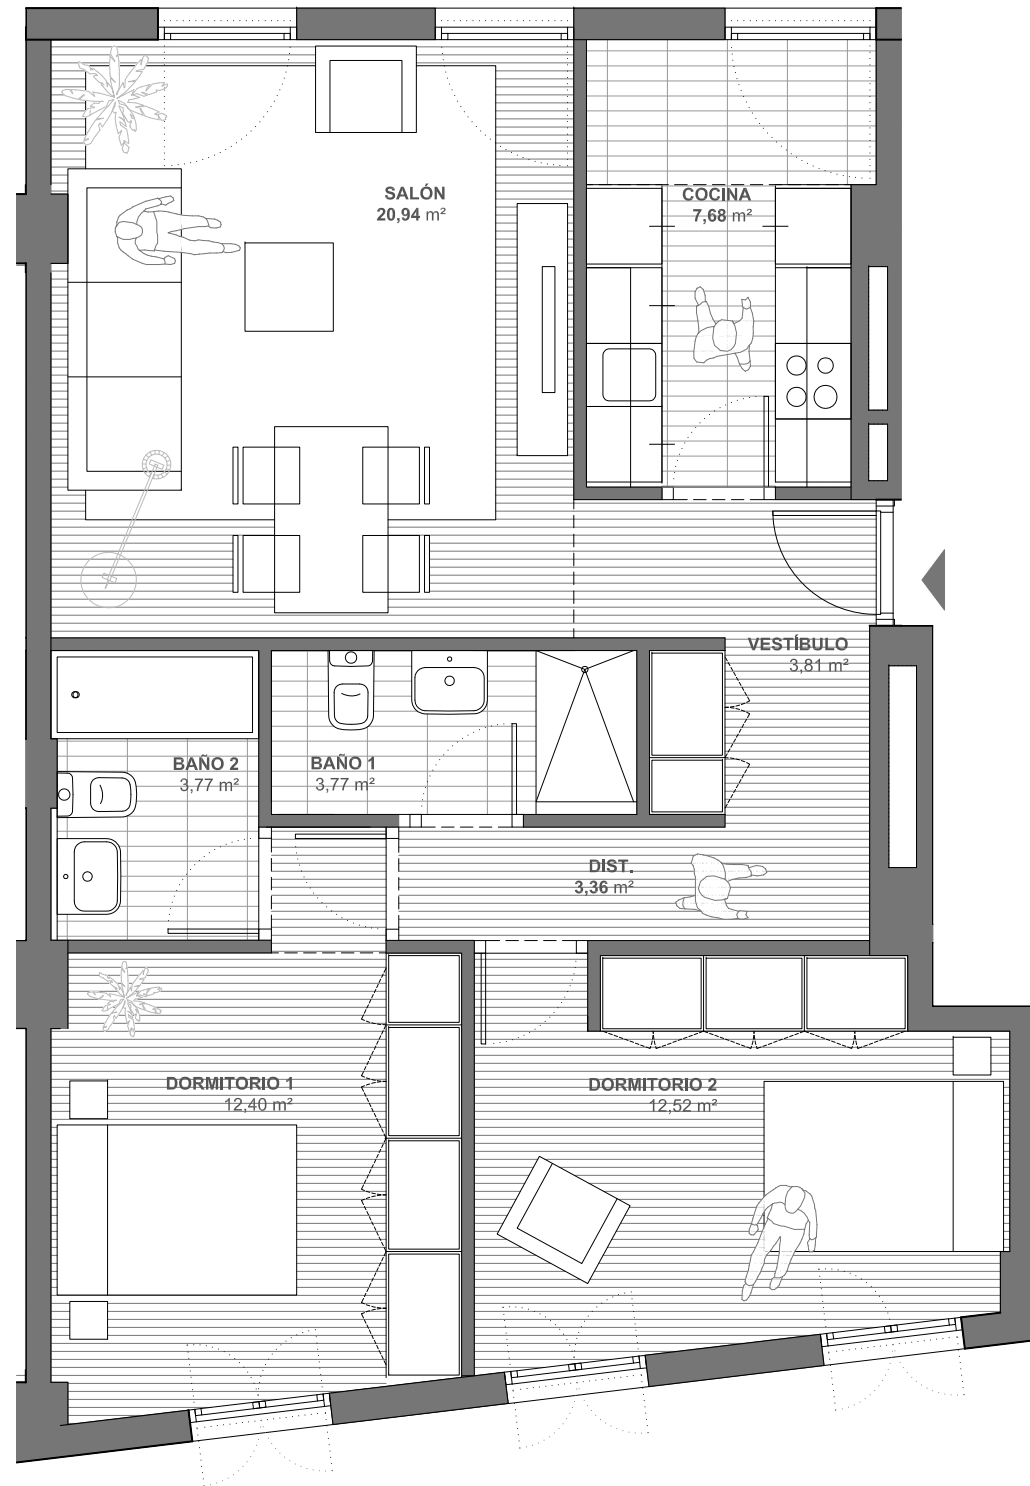 SALÓN
20,94 m²
COCINA
7,68 m²
VESTÍBULO
3,81 m²
BAÑO 2
3,77 m²
BAÑO 1
3,77 m²
DIST.
3,36 m²
DORMITORIO 1
12,40 m²
DORMITORIO 2
12,52 m²